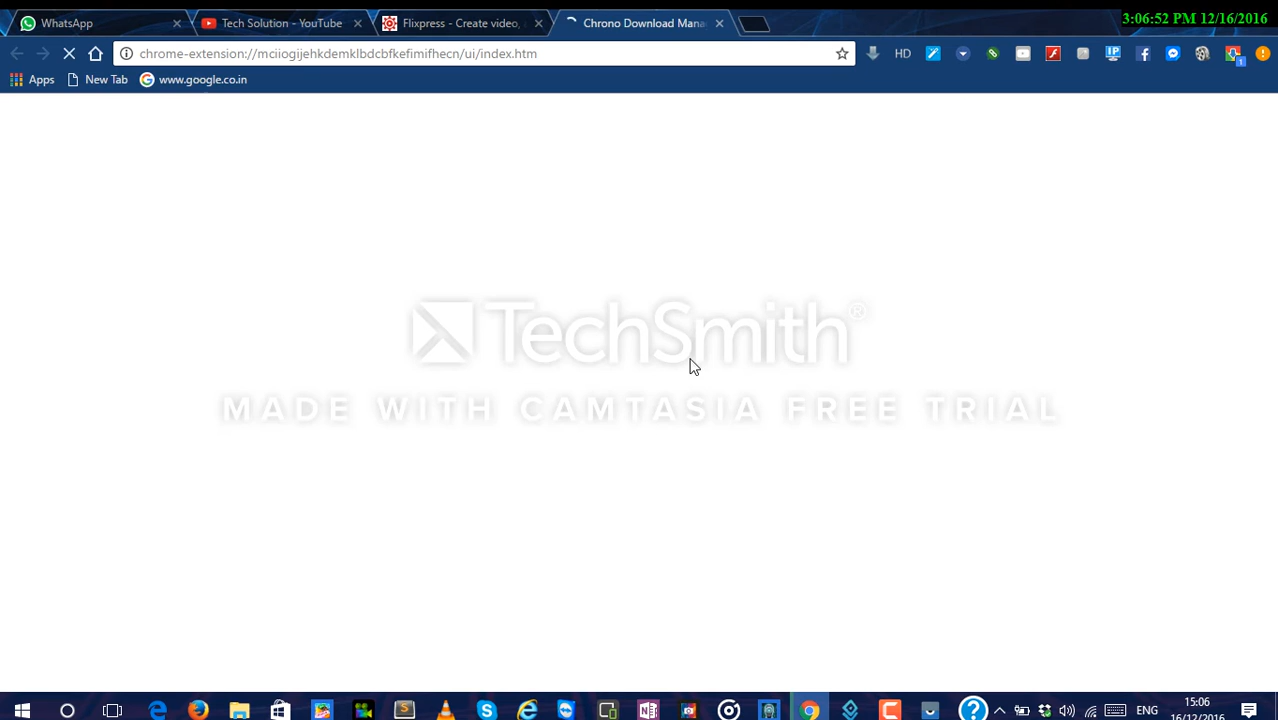 WhatsApp
Tech Solution - YouTube
Flixpress - Create video,
Chrono Download Mana
3:06:52 PM 12/16/2016
chrome-extension://mciiogijehkdemklbdcbfkefimifhecn/ui/index.htm
HD
IP
1
Apps
New Tab
www.google.co.in
TechSmith®
MADE WITH CAMTASIA FREE TRIAL
ENG
15:06
16/12/2016